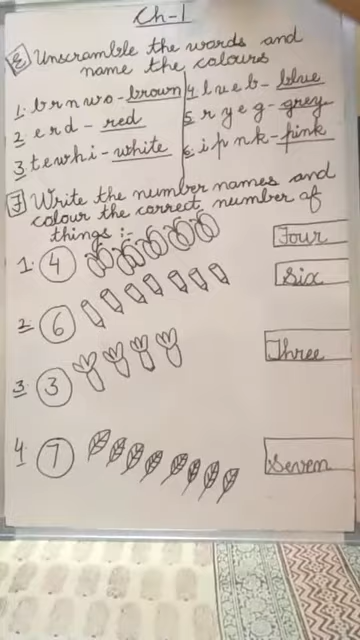 Ch-1
E Unscramble the words and
name the colours
1. brnwo - brown
2 erd - red
3. tewhi - white
4. lueb - blue
5 ryeg - grey
6. ipnk - pink
F Write the number names and
colour the correct number of
things :-
1. 4 Four
2. 6 Six
3. 3 Three
4. 7 Seven